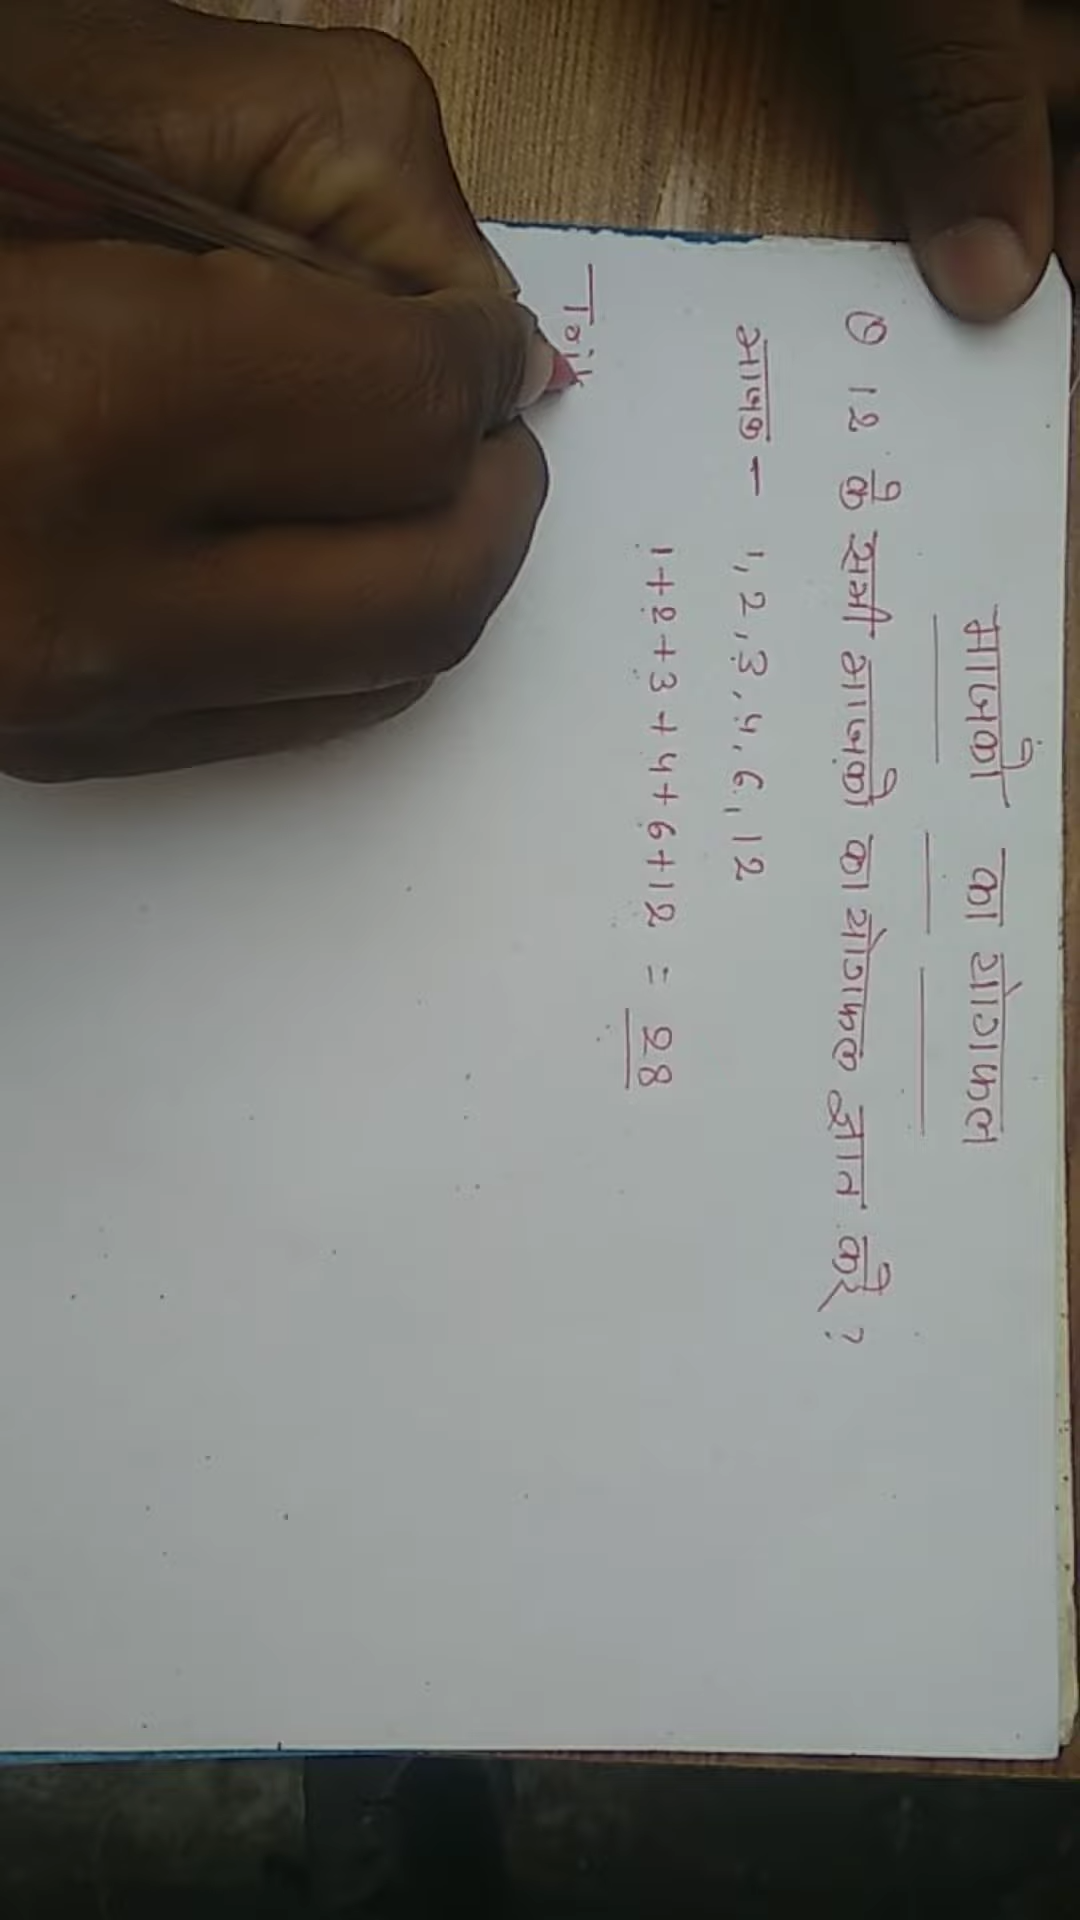 भाजको का योगफल
① 12 के सभी भाजको का योगफल ज्ञात करे ?
भाजक - 1, 2, 3, 4, 6, 12
1 + 2 + 3 + 4 + 6 + 12 = 28